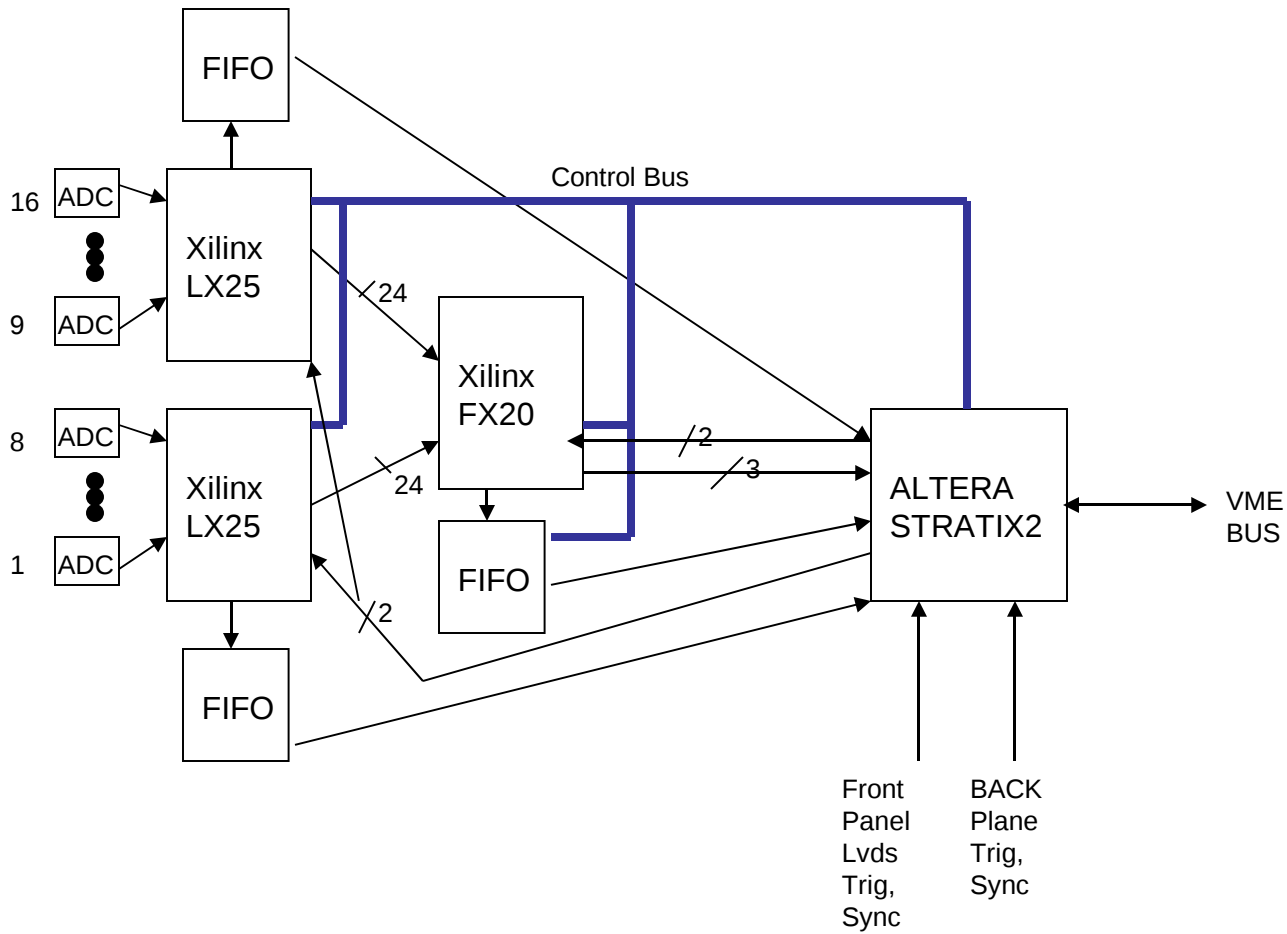 FIFO
Control Bus
16
ADC
Xilinx
LX25
24
9
ADC
Xilinx
FX20
8
ADC
2
24
3
Xilinx
LX25
ALTERA
STRATIX2
VME
BUS
1
ADC
FIFO
2
FIFO
Front
Panel
Lvds
Trig,
Sync
BACK
Plane
Trig,
Sync